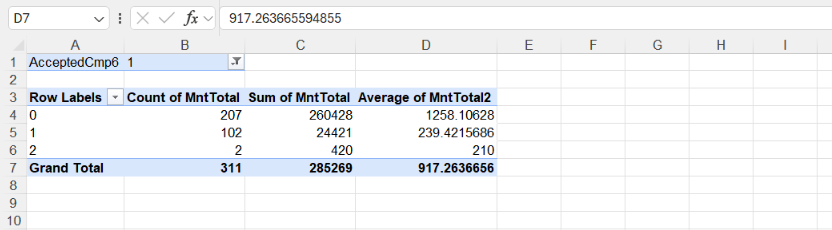 D7 fx 917.263665594855
A B C D E F G H I
1 AcceptedCmp6 1
2
3 Row Labels Count of MntTotal Sum of MntTotal Average of MntTotal2
4 0 207 260428 1258.10628
5 1 102 24421 239.4215686
6 2 2 420 210
7 Grand Total 311 285269 917.2636656
8
9
10